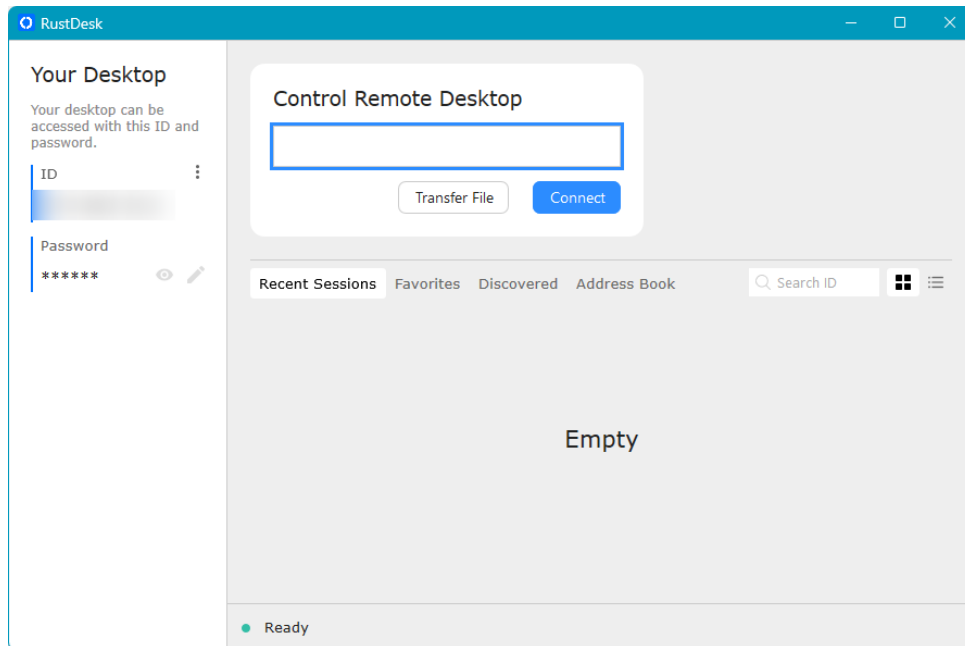 RustDesk
Your Desktop
Your desktop can be
accessed with this ID and
password.
ID
Password
******
Control Remote Desktop
Transfer File
Connect
Recent Sessions
Favorites
Discovered
Address Book
Search ID
Empty
Ready